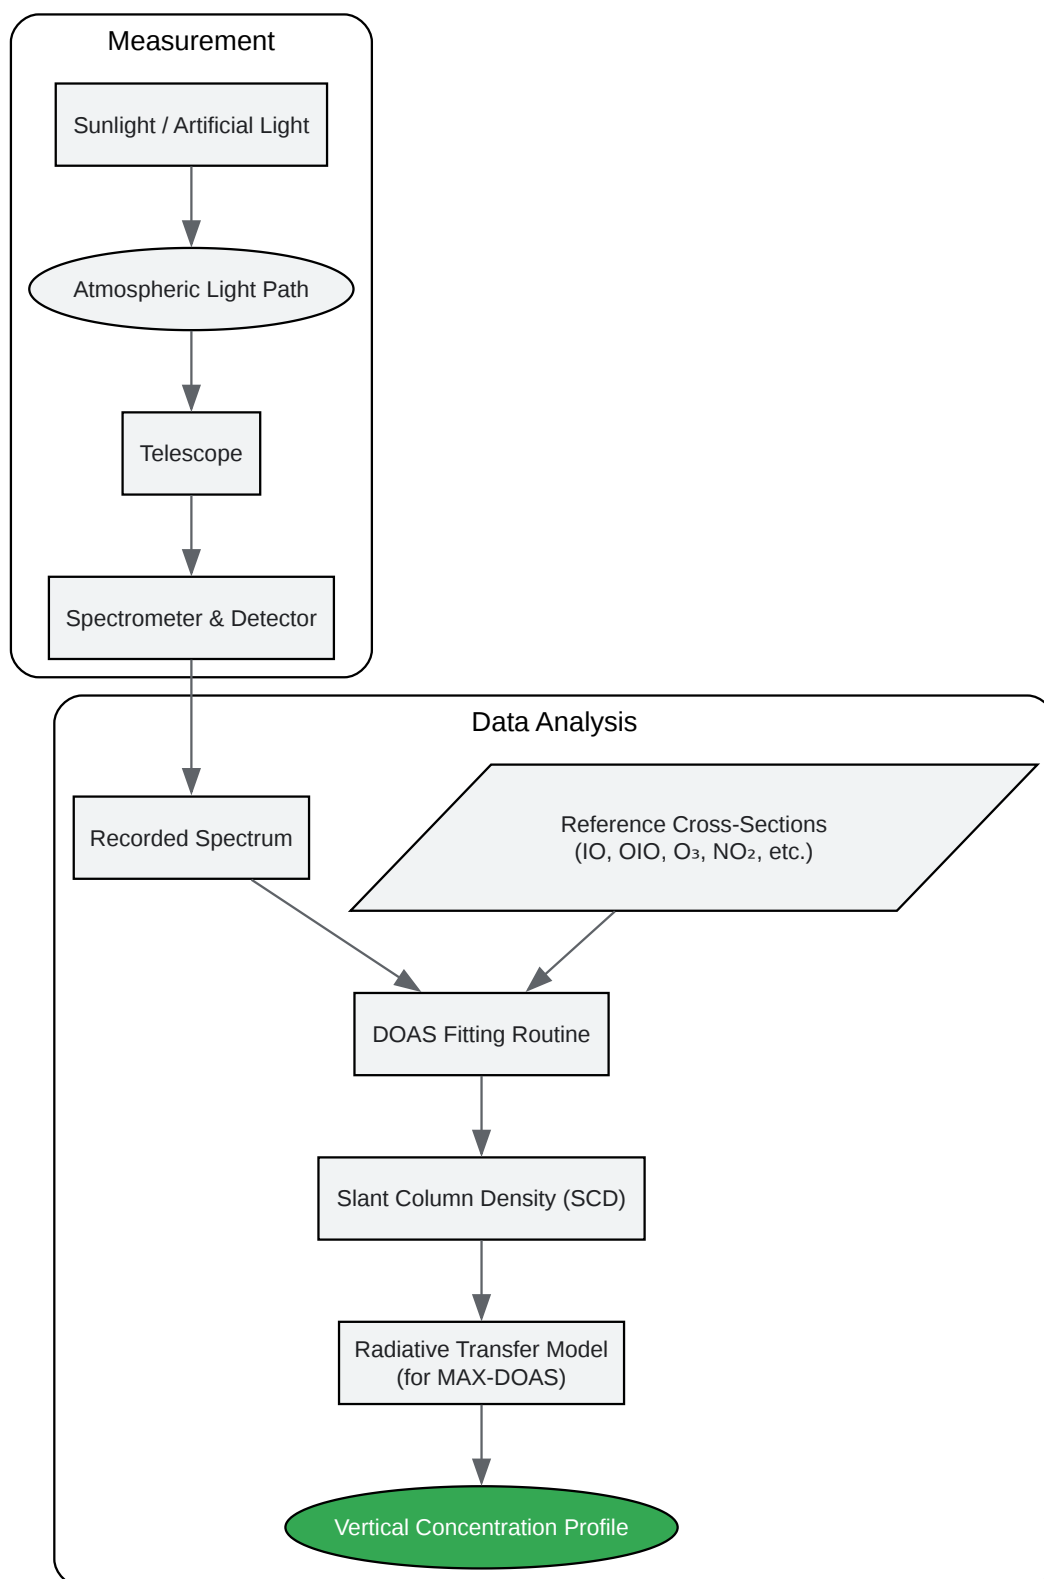 Measurement
Sunlight / Artificial Light
Atmospheric Light Path
Telescope
Spectrometer & Detector
Data Analysis
Recorded Spectrum
Reference Cross-Sections
(IO, OIO, O₃, NO₂, etc.)
DOAS Fitting Routine
Slant Column Density (SCD)
Radiative Transfer Model
(for MAX-DOAS)
Vertical Concentration Profile